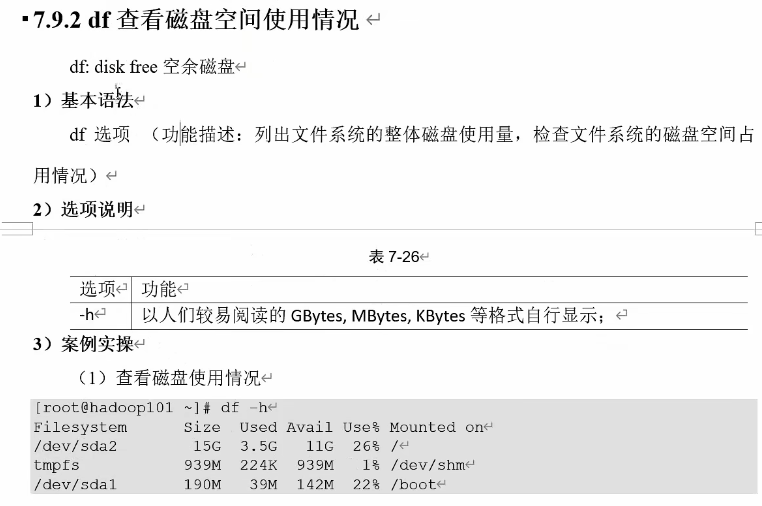 7.9.2 df 查看磁盘空间使用情况
df: disk free 空余磁盘
1）基本语法
df 选项 （功能描述：列出文件系统的整体磁盘使用量，检查文件系统的磁盘空间占
用情况）
2）选项说明
表 7-26
选项 功能
-h 以人们较易阅读的 GBytes, MBytes, KBytes 等格式自行显示；
3）案例实操
（1）查看磁盘使用情况
[root@hadoop101 ~]# df -h
Filesystem Size Used Avail Use% Mounted on
/dev/sda2 15G 3.5G 11G 26% /
tmpfs 939M 224K 939M 1% /dev/shm
/dev/sda1 190M 39M 142M 22% /boot